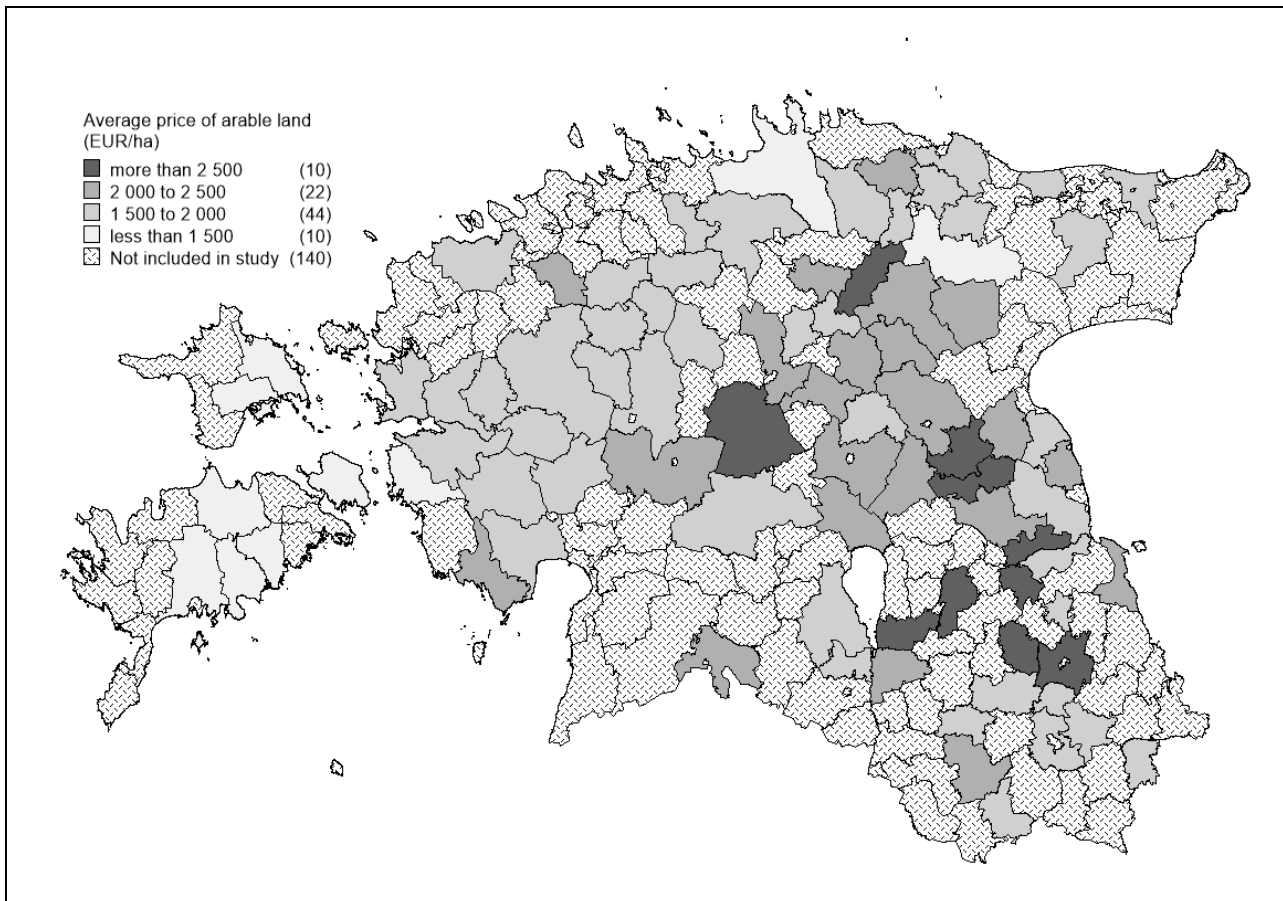 Average price of arable land
(EUR/ha)
more than 2 500 (10)
2 000 to 2 500 (22)
1 500 to 2 000 (44)
less than 1 500 (10)
Not included in study (140)